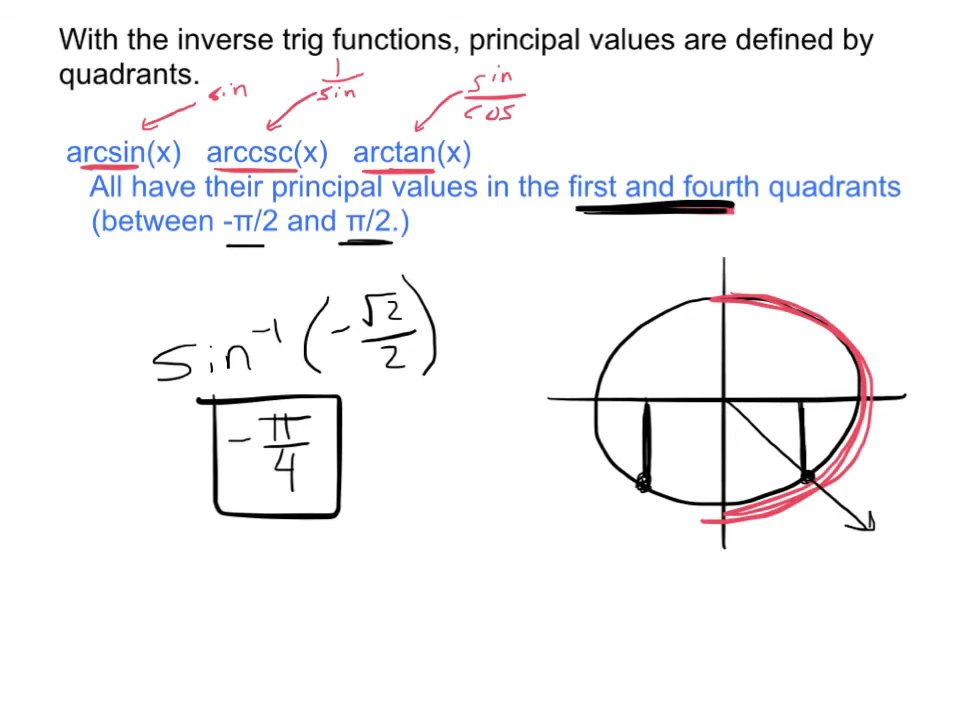 With the inverse trig functions, principal values are defined by
quadrants.
sin 1/sin sin/cos
arcsin(x) arccsc(x) arctan(x)
All have their principal values in the first and fourth quadrants
(between -π/2 and π/2.)
sin⁻¹(-√2/2)
-π/4